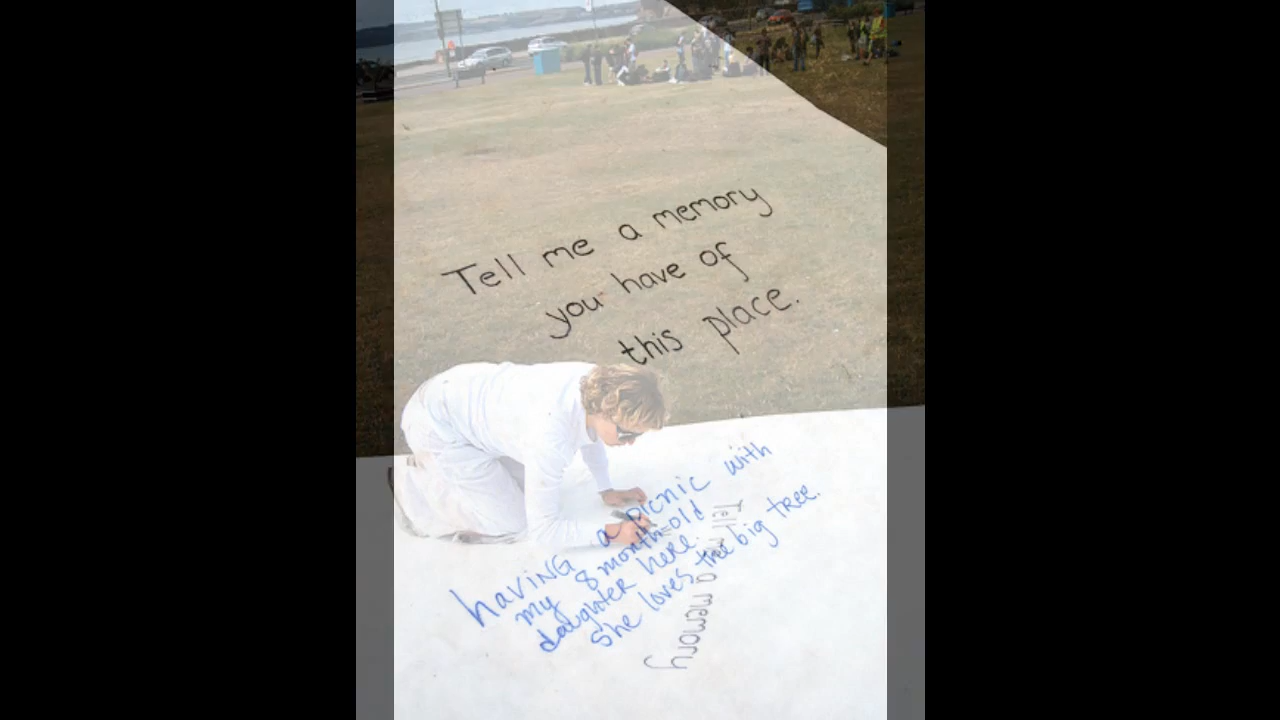 Tell me a memory
you have of
this place.
having a picnic with
my 8 month-old
daughter here.
she loves the big tree.
Tell me a memory